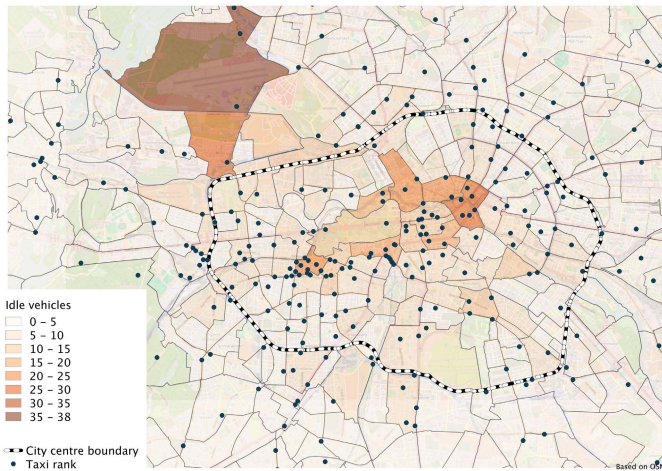 Idle vehicles
0 – 5
5 – 10
10 – 15
15 – 20
20 – 25
25 – 30
30 – 35
35 – 38
City centre boundary
Taxi rank
Based on